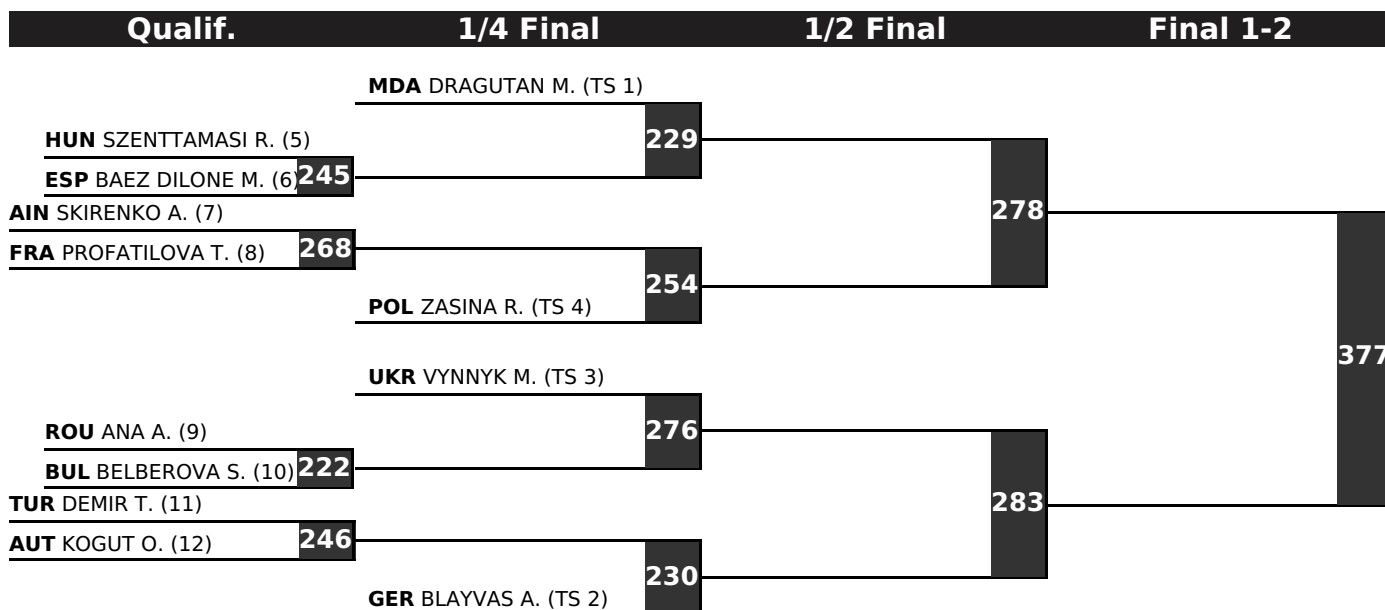 Qualif. 1/4 Final 1/2 Final Final 1-2
MDA DRAGUTAN M. (TS 1)
229
HUN SZENTTAMASI R. (5)
245
ESP BAEZ DILONE M. (6)
AIN SKIRENKO A. (7)
278
268
FRA PROFATILOVA T. (8)
254
POL ZASINA R. (TS 4)
377
UKR VYNNYK M. (TS 3)
276
ROU ANA A. (9)
222
BUL BELBEROVA S. (10)
TUR DEMIR T. (11)
283
246
AUT KOGUT O. (12)
230
GER BLAYVAS A. (TS 2)